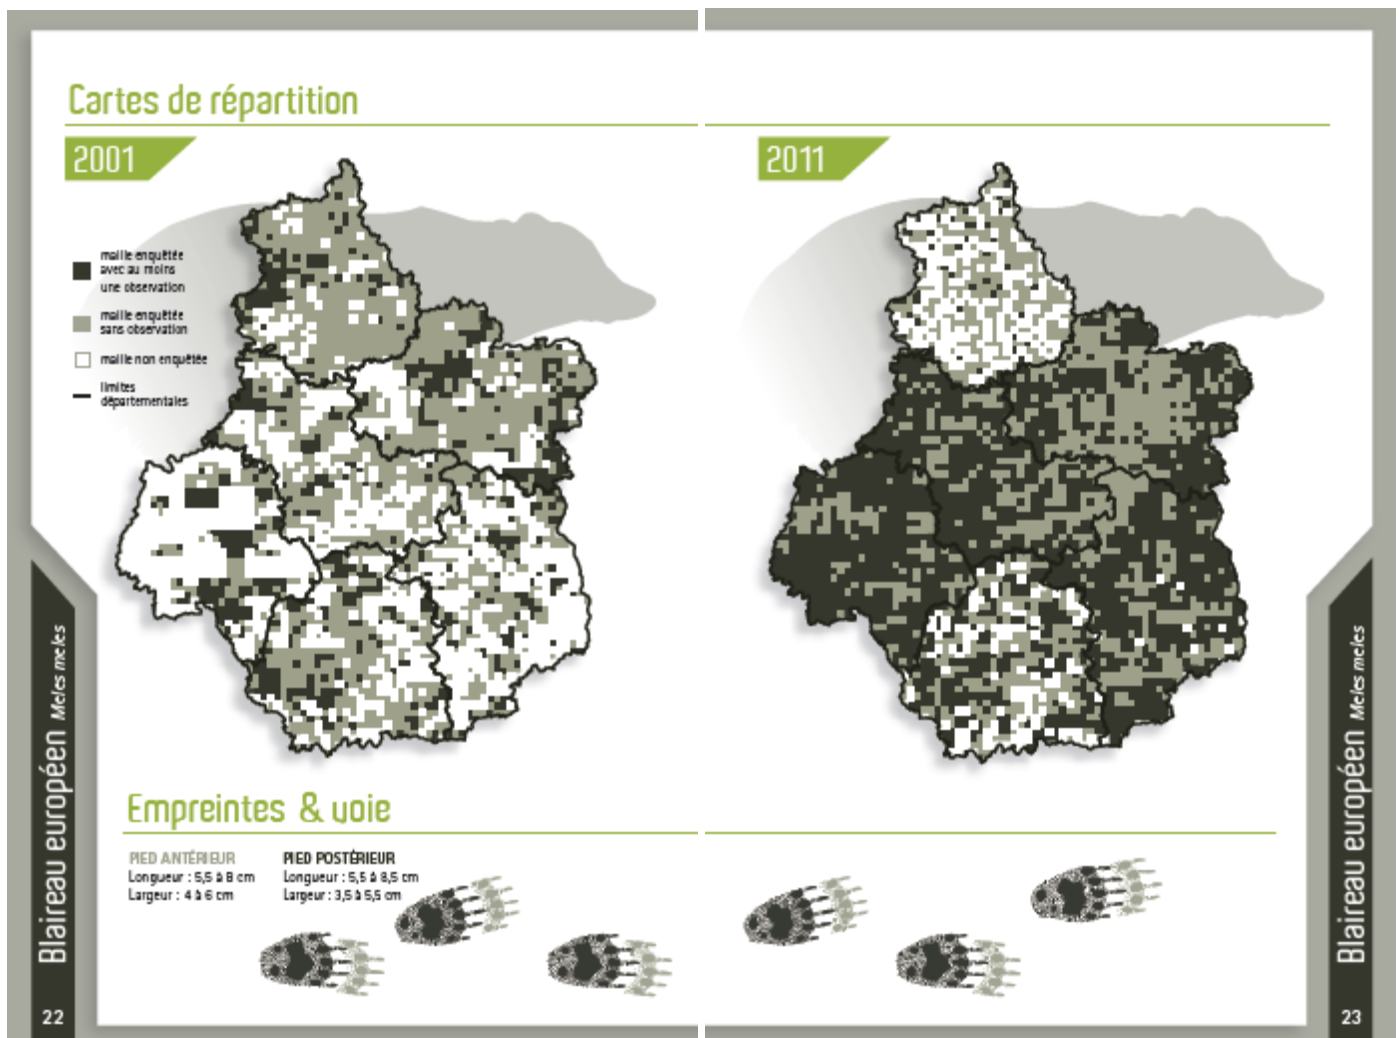 Cartes de répartition
2001
2011
maille enquêtée
avec au moins
une observation
maille enquêtée
sans observation
maille non enquêtée
limites
départementales
Empreintes & voie
PIED ANTÉRIEUR
Longueur : 5,5 à 8 cm
Largeur : 4 à 6 cm
PIED POSTÉRIEUR
Longueur : 5,5 à 8,5 cm
Largeur : 3,5 à 5,5 cm
Blaireau européen Meles meles
22
Blaireau européen Meles meles
23